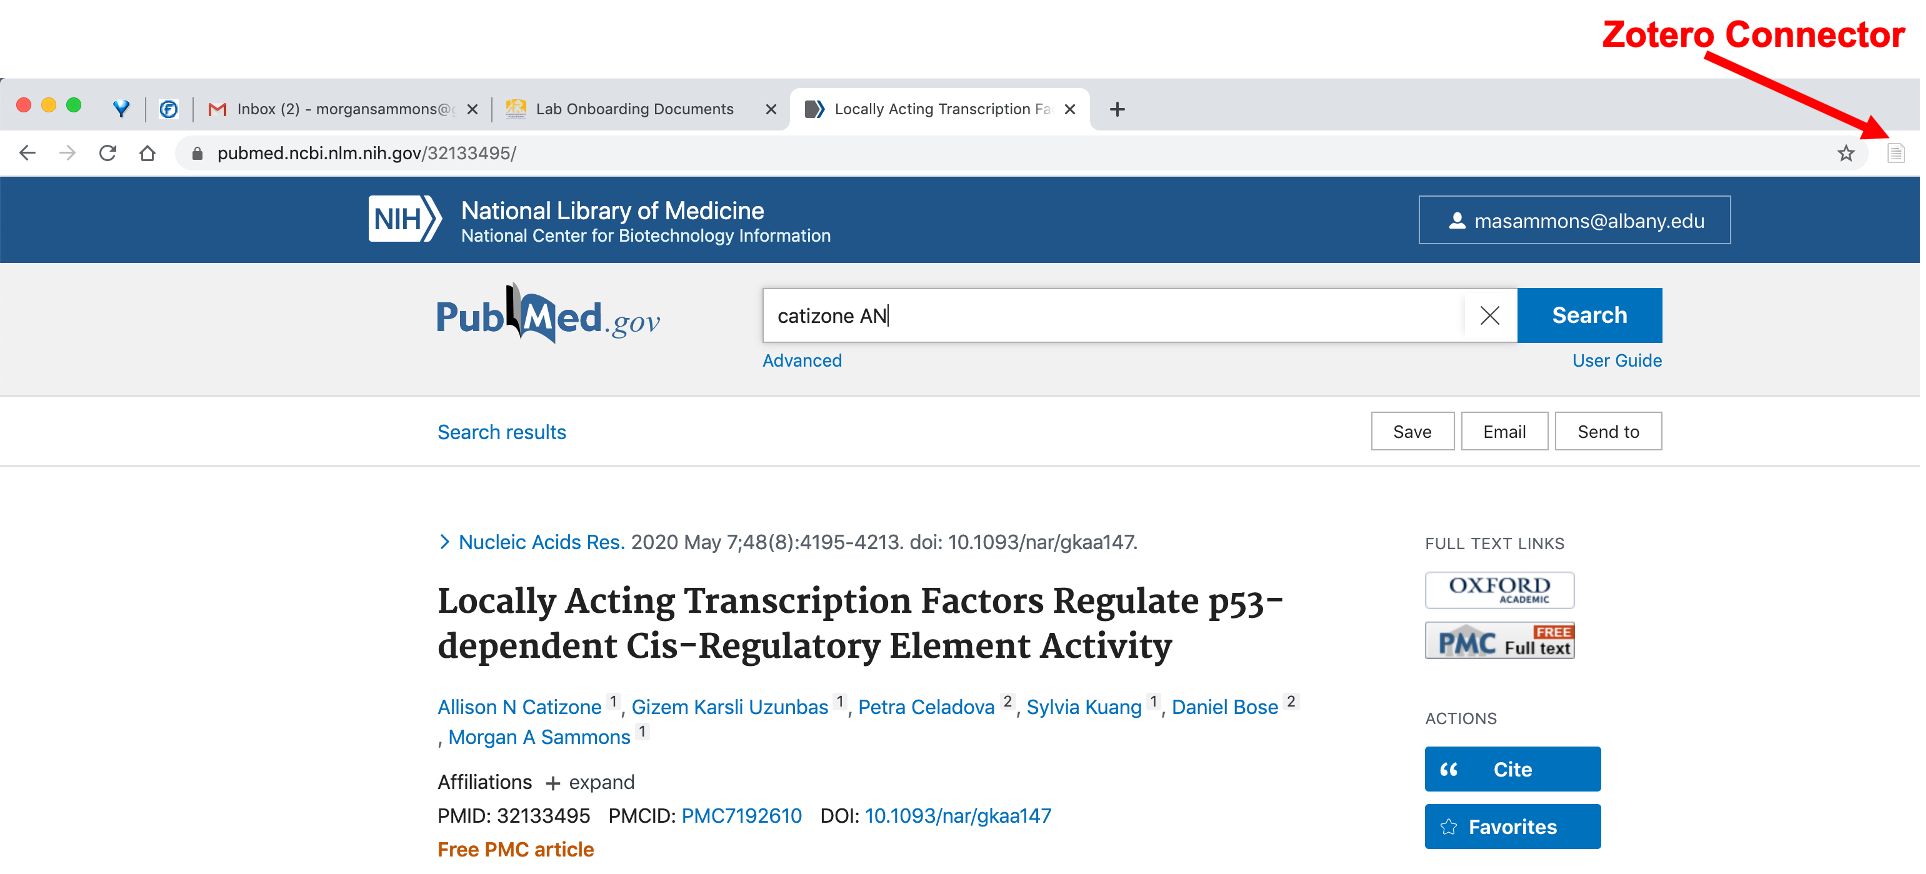 Zotero Connector
Inbox (2) - morgansammons@g
Lab Onboarding Documents
Locally Acting Transcription Fa
pubmed.ncbi.nlm.nih.gov/32133495/
NIH
National Library of Medicine
National Center for Biotechnology Information
masammons@albany.edu
PubMed.gov
catizone AN
Search
Advanced
User Guide
Search results
Save
Email
Send to
Nucleic Acids Res. 2020 May 7;48(8):4195-4213. doi: 10.1093/nar/gkaa147.
Locally Acting Transcription Factors Regulate p53-
dependent Cis-Regulatory Element Activity
Allison N Catizone 1, Gizem Karsli Uzunbas 1, Petra Celadova 2, Sylvia Kuang 1, Daniel Bose 2
, Morgan A Sammons 1
Affiliations + expand
PMID: 32133495 PMCID: PMC7192610 DOI: 10.1093/nar/gkaa147
Free PMC article
FULL TEXT LINKS
OXFORD
ACADEMIC
PMC FREE
Full text
ACTIONS
Cite
Favorites